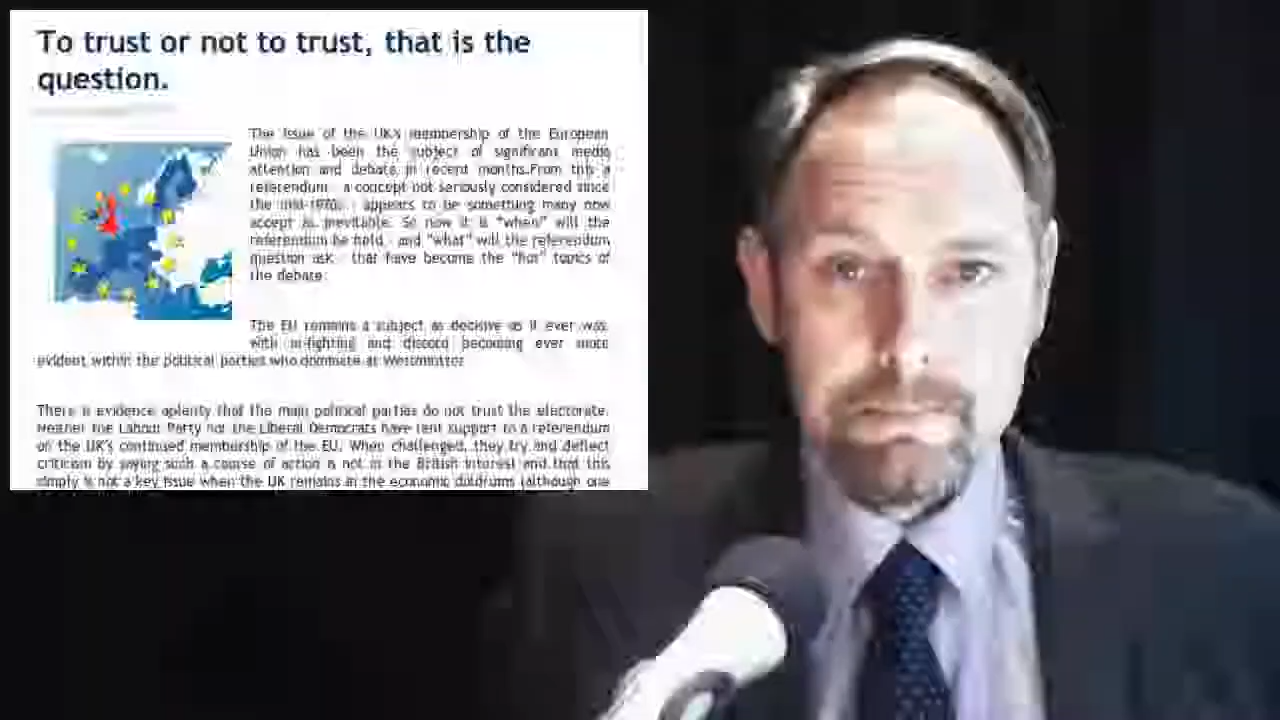 To trust or not to trust, that is the
question.
The issue of the UK's membership of the European
Union has been the subject of significant media
attention and debate in recent months.From this a
referendum - a concept not seriously considered since
the mid-1970s - appears to be something many now
accept as inevitable. So now it is "when" will the
referendum be held - and "what" will the referendum
question ask - that have become the "hot" topics of
the debate.
The EU remains a subject as decisive as it ever was,
with in-fighting and discord becoming ever more
evident within the political parties who dominate at Westminster
There is evidence aplenty that the main political parties do not trust the electorate.
Neither the Labour Party nor the Liberal Democrats have lent support to a referendum
on the UK's continued membership of the EU. When challenged, they try and deflect
criticism by saying such a course of action is not in the British interest and that this
simply is not a key issue when the UK remains in the economic doldrums (although one